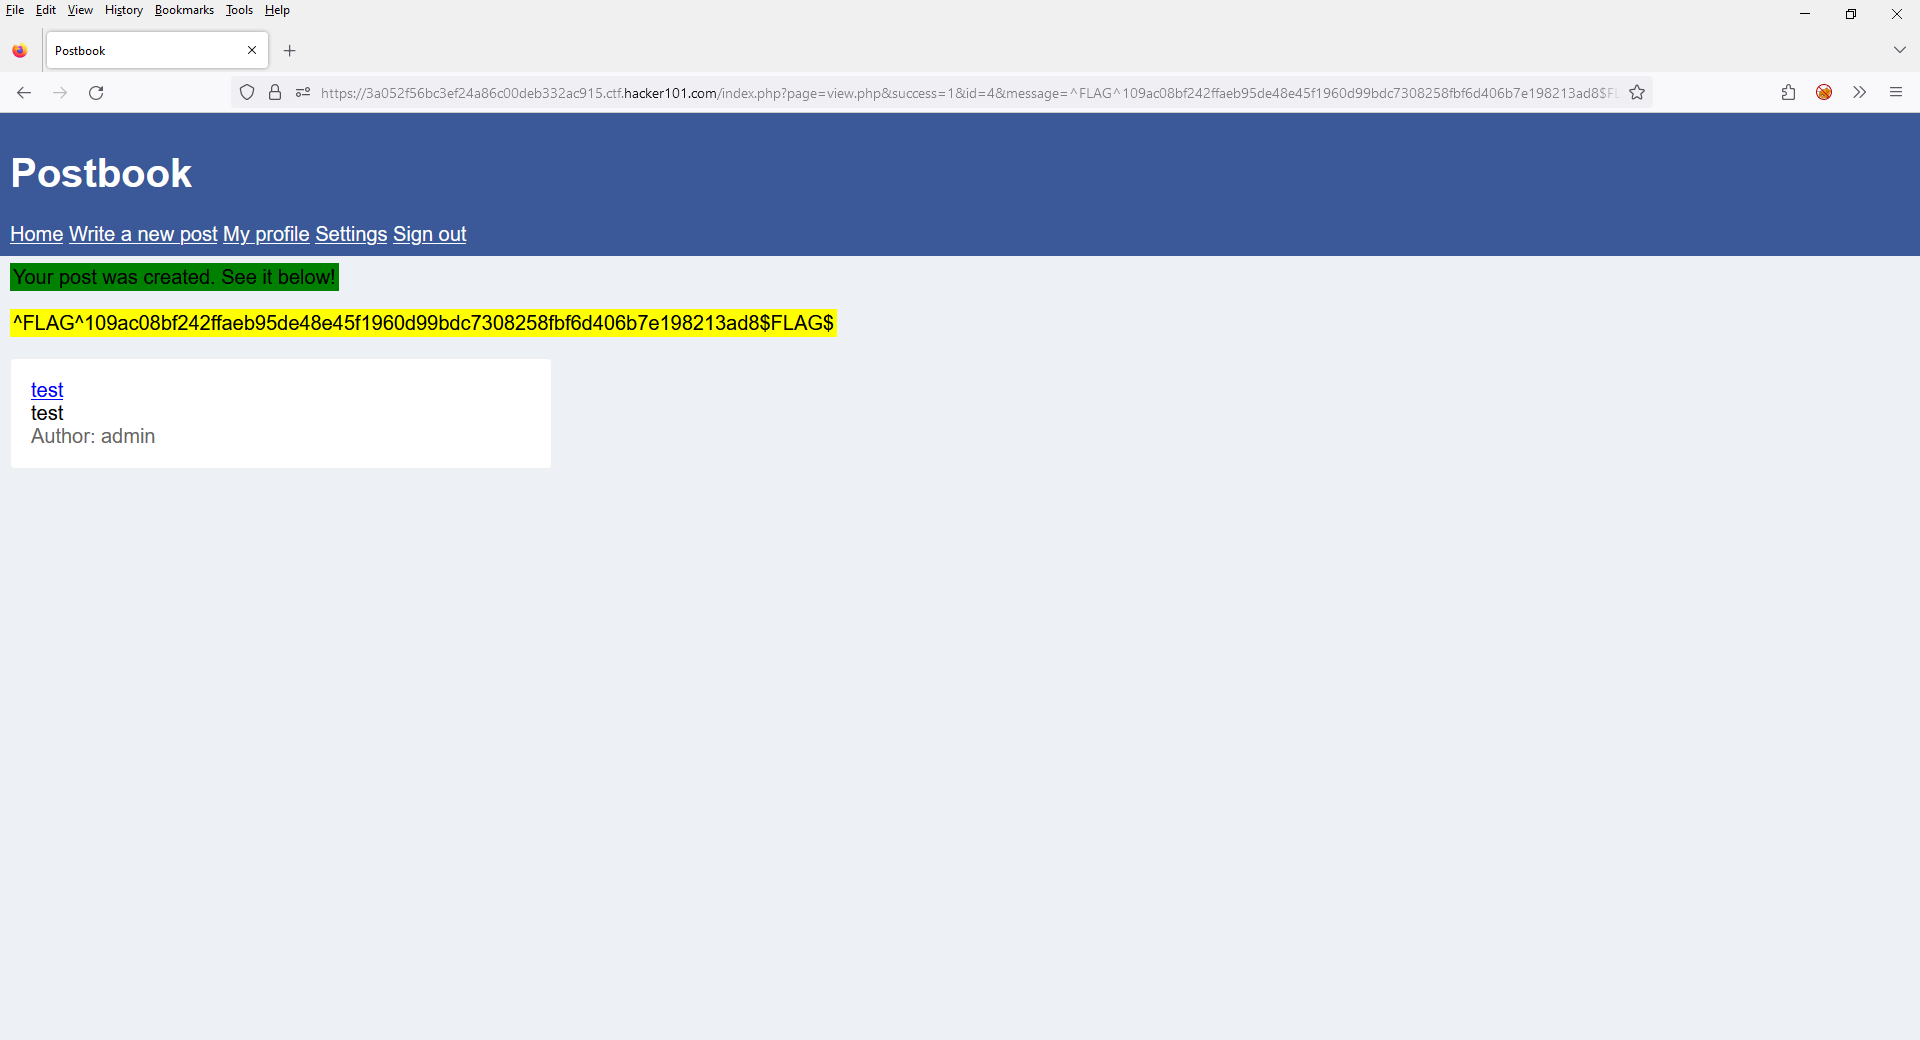 File Edit View History Bookmarks Tools Help
Postbook
https://3a052f56bc3ef24a86c00deb332ac915.ctf.hacker101.com/index.php?page=view.php&success=1&id=4&message=^FLAG^109ac08bf242ffaeb95de48e45f1960d99bdc7308258fbf6d406b7e198213ad8$FL
Postbook
Home Write a new post My profile Settings Sign out
Your post was created. See it below!
^FLAG^109ac08bf242ffaeb95de48e45f1960d99bdc7308258fbf6d406b7e198213ad8$FLAG$
test
test
Author: admin